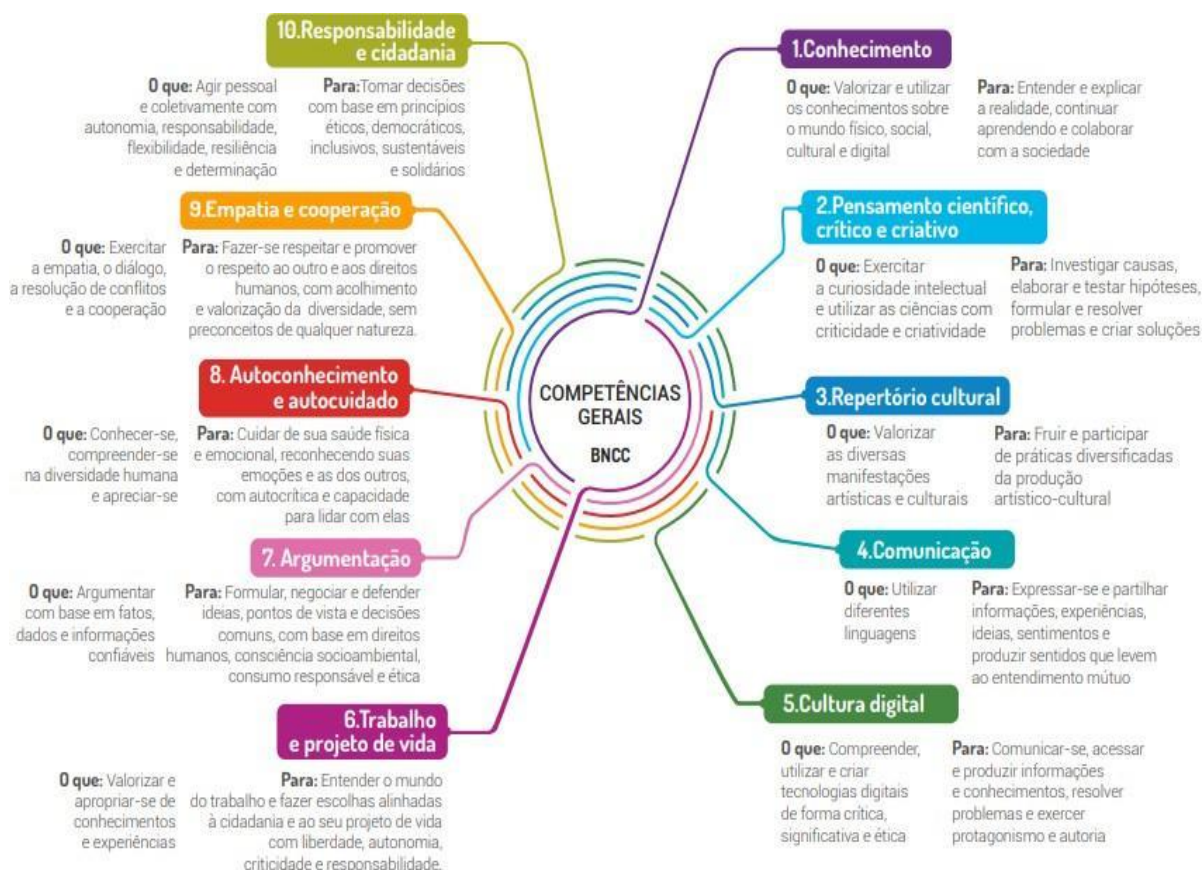 COMPETÊNCIAS
GERAIS
BNCC
1.Conhecimento
O que: Valorizar e utilizar
os conhecimentos sobre
o mundo físico, social,
cultural e digital
Para: Entender e explicar
a realidade, continuar
aprendendo e colaborar
com a sociedade
2.Pensamento científico,
crítico e criativo
O que: Exercitar
a curiosidade intelectual
e utilizar as ciências com
criticidade e criatividade
Para: Investigar causas,
elaborar e testar hipóteses,
formular e resolver
problemas e criar soluções
3.Repertório cultural
O que: Valorizar
as diversas
manifestações
artísticas e culturais
Para: Fruir e participar
de práticas diversificadas
da produção
artístico-cultural
4.Comunicação
O que: Utilizar
diferentes
linguagens
Para: Expressar-se e partilhar
informações, experiências,
ideias, sentimentos e
produzir sentidos que levem
ao entendimento mútuo
5.Cultura digital
O que: Compreender,
utilizar e criar
tecnologias digitais
de forma crítica,
significativa e ética
Para: Comunicar-se, acessar
e produzir informações
e conhecimentos, resolver
problemas e exercer
protagonismo e autoria
6.Trabalho
e projeto de vida
O que: Valorizar e
apropriar-se de
conhecimentos
e experiências
Para: Entender o mundo
do trabalho e fazer escolhas alinhadas
à cidadania e ao seu projeto de vida
com liberdade, autonomia,
criticidade e responsabilidade.
7. Argumentação
O que: Argumentar
com base em fatos,
dados e informações
confiáveis
Para: Formular, negociar e defender
ideias, pontos de vista e decisões
comuns, com base em direitos
humanos, consciência socioambiental,
consumo responsável e ética
8. Autoconhecimento
e autocuidado
O que: Conhecer-se,
compreender-se
na diversidade humana
e apreciar-se
Para: Cuidar de sua saúde física
e emocional, reconhecendo suas
emoções e as dos outros,
com autocrítica e capacidade
para lidar com elas
9.Empatia e cooperação
O que: Exercitar
a empatia, o diálogo,
a resolução de conflitos
e a cooperação
Para: Fazer-se respeitar e promover
o respeito ao outro e aos direitos
humanos, com acolhimento
e valorização da diversidade, sem
preconceitos de qualquer natureza.
10.Responsabilidade
e cidadania
O que: Agir pessoal
e coletivamente com
autonomia, responsabilidade,
flexibilidade, resiliência
e determinação
Para:Tomar decisões
com base em princípios
éticos, democráticos,
inclusivos, sustentáveis
e solidários